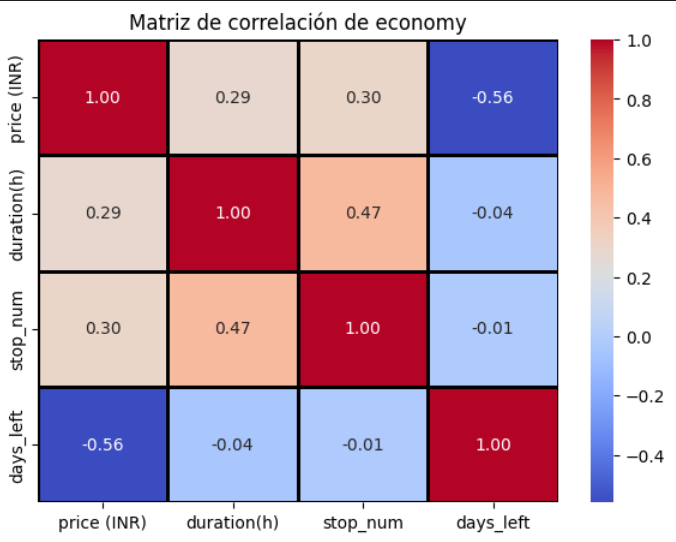 Matriz de correlación de economy
price (INR) 1.00 0.29 0.30 -0.56
duration(h) 0.29 1.00 0.47 -0.04
stop_num 0.30 0.47 1.00 -0.01
days_left -0.56 -0.04 -0.01 1.00
price (INR) duration(h) stop_num days_left
1.0
0.8
0.6
0.4
0.2
0.0
−0.2
−0.4